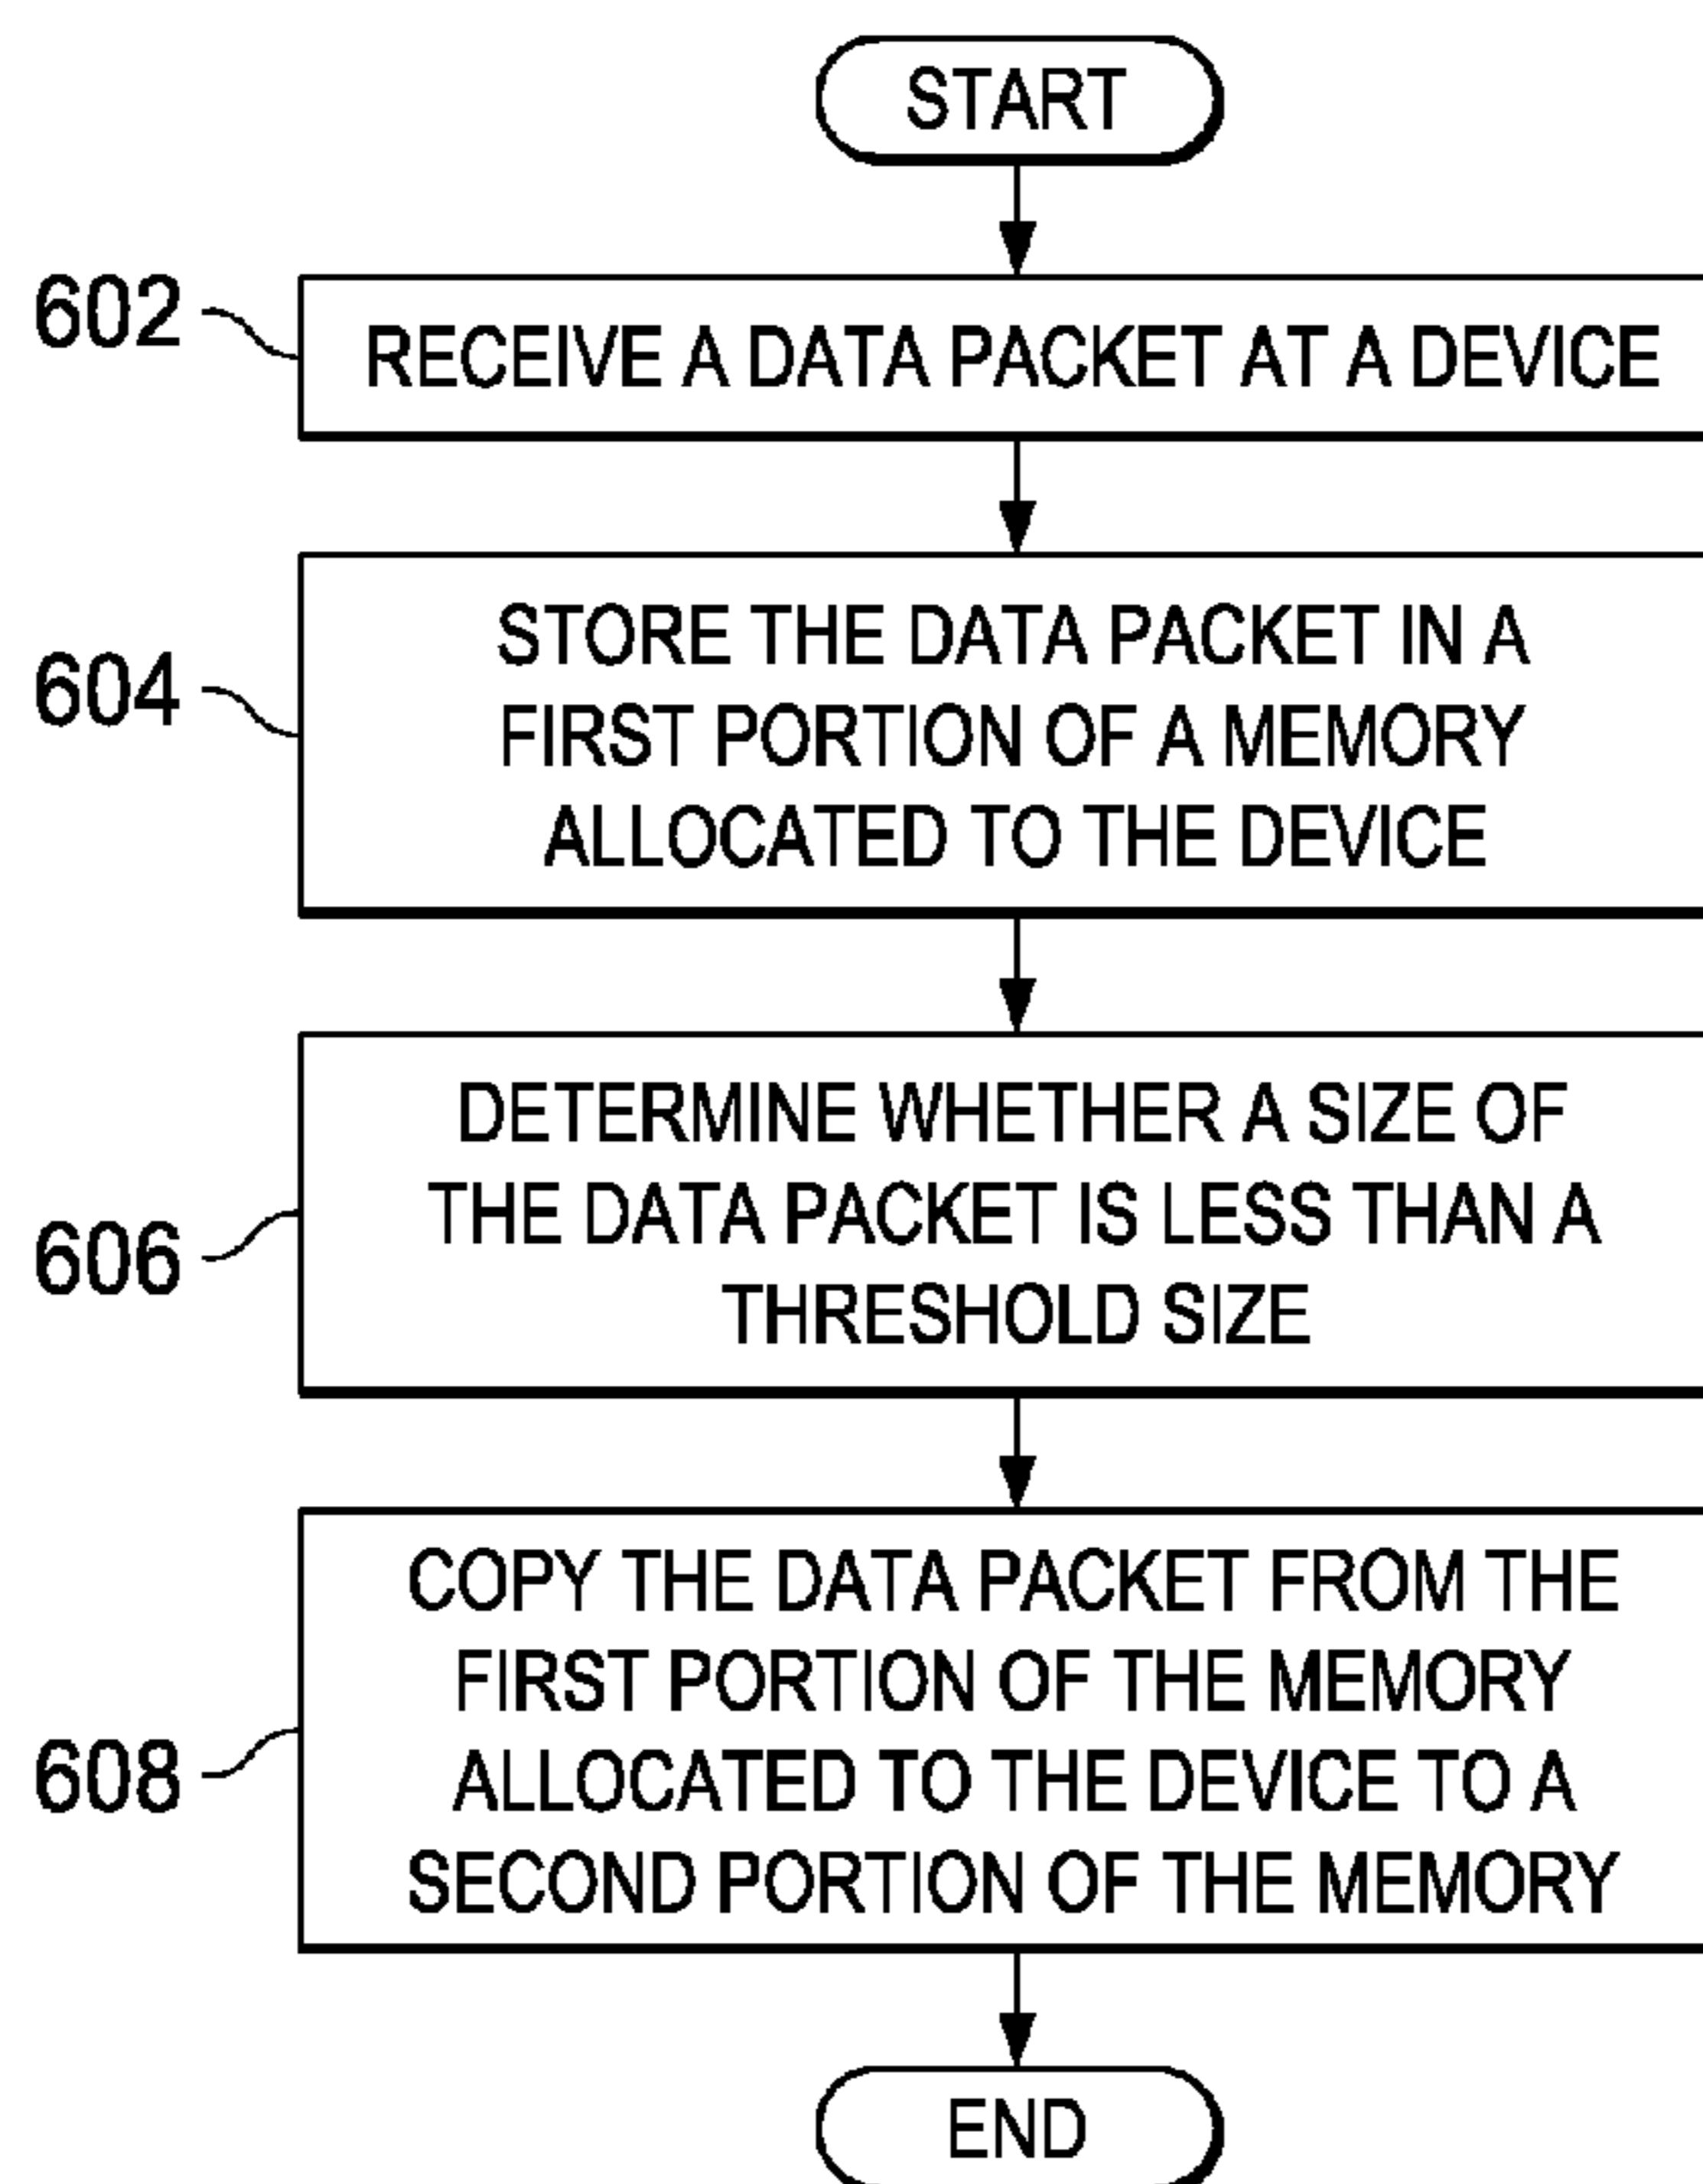 START
602
RECEIVE A DATA PACKET AT A DEVICE
604
STORE THE DATA PACKET IN A
FIRST PORTION OF A MEMORY
ALLOCATED TO THE DEVICE
606
DETERMINE WHETHER A SIZE OF
THE DATA PACKET IS LESS THAN A
THRESHOLD SIZE
608
COPY THE DATA PACKET FROM THE
FIRST PORTION OF THE MEMORY
ALLOCATED TO THE DEVICE TO A
SECOND PORTION OF THE MEMORY
END